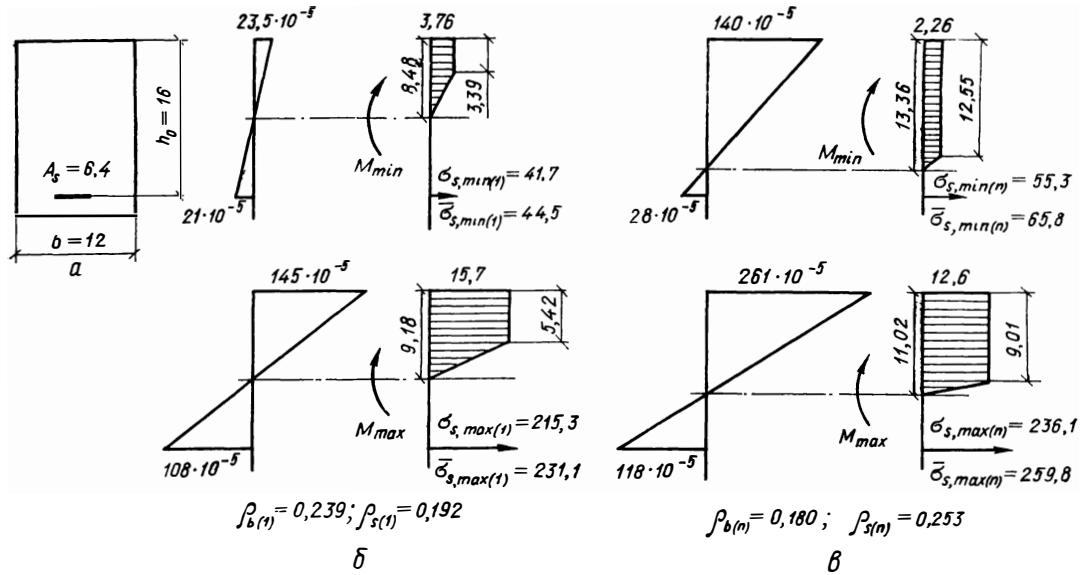 h₀ = 16
A_s = 6,4
b = 12
а
23,5·10⁻⁵
21·10⁻⁵
3,76
8,48
3,39
M_min
σ_s,min(1) = 41,7
σ̄_s,min(1) = 44,5
140·10⁻⁵
28·10⁻⁵
2,26
13,36
12,55
M_min
σ_s,min(n) = 55,3
σ̄_s,min(n) = 65,8
145·10⁻⁵
108·10⁻⁵
15,7
9,18
5,42
M_max
σ_s,max(1) = 215,3
σ̄_s,max(1) = 231,1
ρ_b(1) = 0,239; ρ_s(1) = 0,192
б
261·10⁻⁵
118·10⁻⁵
12,6
11,02
9,01
M_max
σ_s,max(n) = 236,1
σ̄_s,max(n) = 259,8
ρ_b(n) = 0,180; ρ_s(n) = 0,253
в